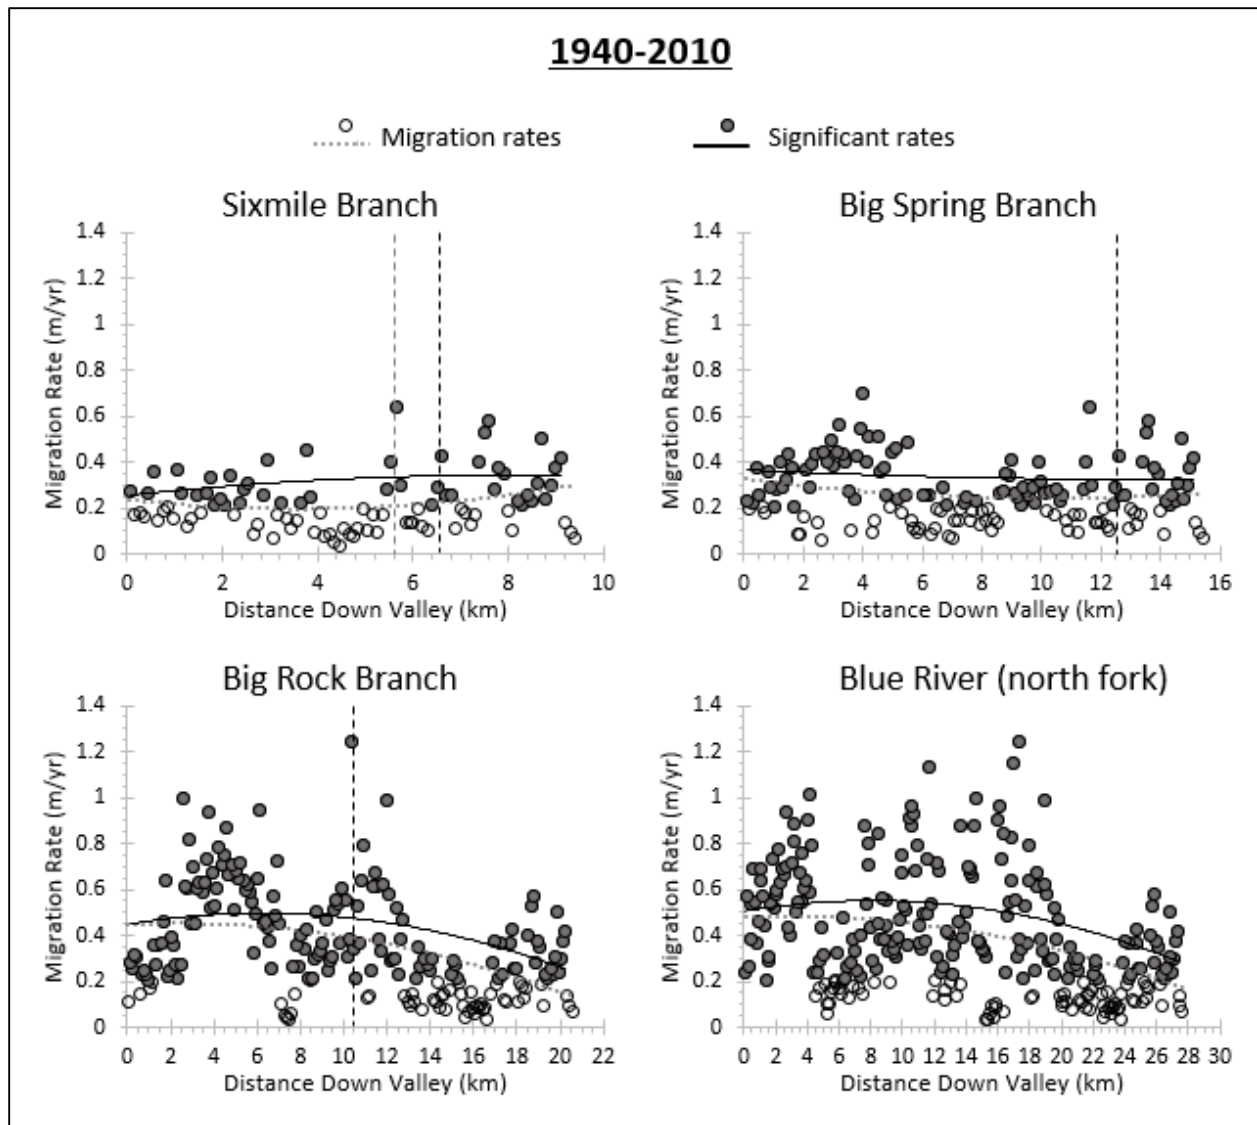 1940-2010
Migration rates
Significant rates
Sixmile Branch
Migration Rate (m/yr)
1.4
1.2
1
0.8
0.6
0.4
0.2
0
0 2 4 6 8 10
Distance Down Valley (km)
Big Spring Branch
Migration Rate (m/yr)
1.4
1.2
1
0.8
0.6
0.4
0.2
0
0 2 4 6 8 10 12 14 16
Distance Down Valley (km)
Big Rock Branch
Migration Rate (m/yr)
1.4
1.2
1
0.8
0.6
0.4
0.2
0
0 2 4 6 8 10 12 14 16 18 20 22
Distance Down Valley (km)
Blue River (north fork)
Migration Rate (m/yr)
1.4
1.2
1
0.8
0.6
0.4
0.2
0
0 2 4 6 8 10 12 14 16 18 20 22 24 26 28 30
Distance Down Valley (km)